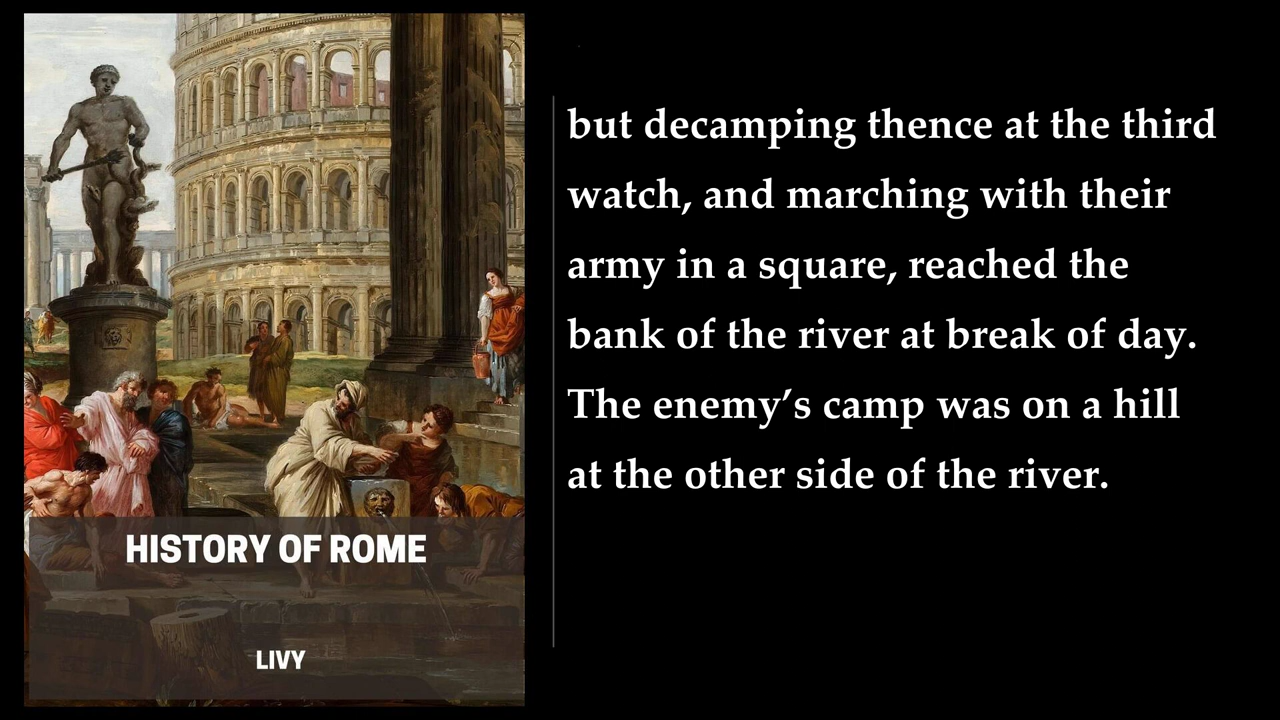 HISTORY OF ROME
LIVY
but decamping thence at the third
watch, and marching with their
army in a square, reached the
bank of the river at break of day.
The enemy’s camp was on a hill
at the other side of the river.